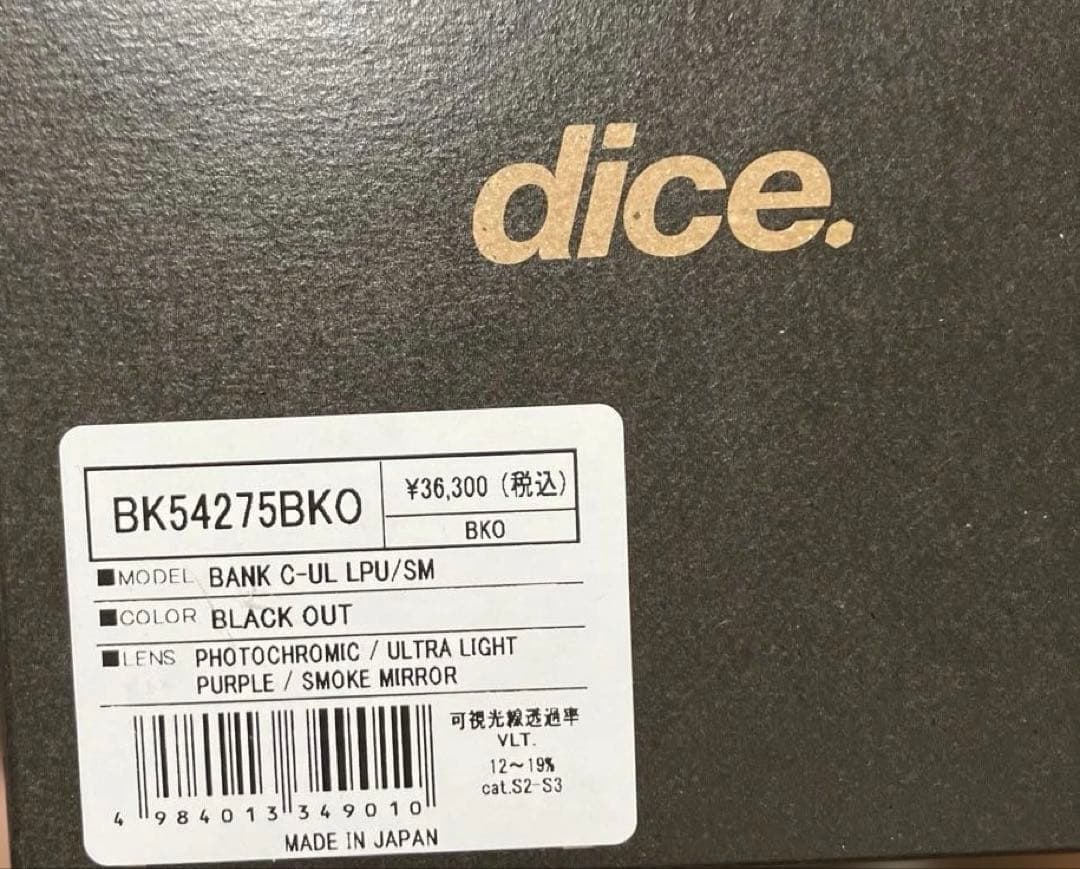 dice.
BK54275BKO
¥36,300 (税込)
BKO
■MODEL BANK C-UL LPU/SM
■COLOR BLACK OUT
■LENS PHOTOCHROMIC / ULTRA LIGHT
PURPLE / SMOKE MIRROR
可視光線透過率
VLT.
12～19%
cat.S2-S3
4 984013 349010
MADE IN JAPAN